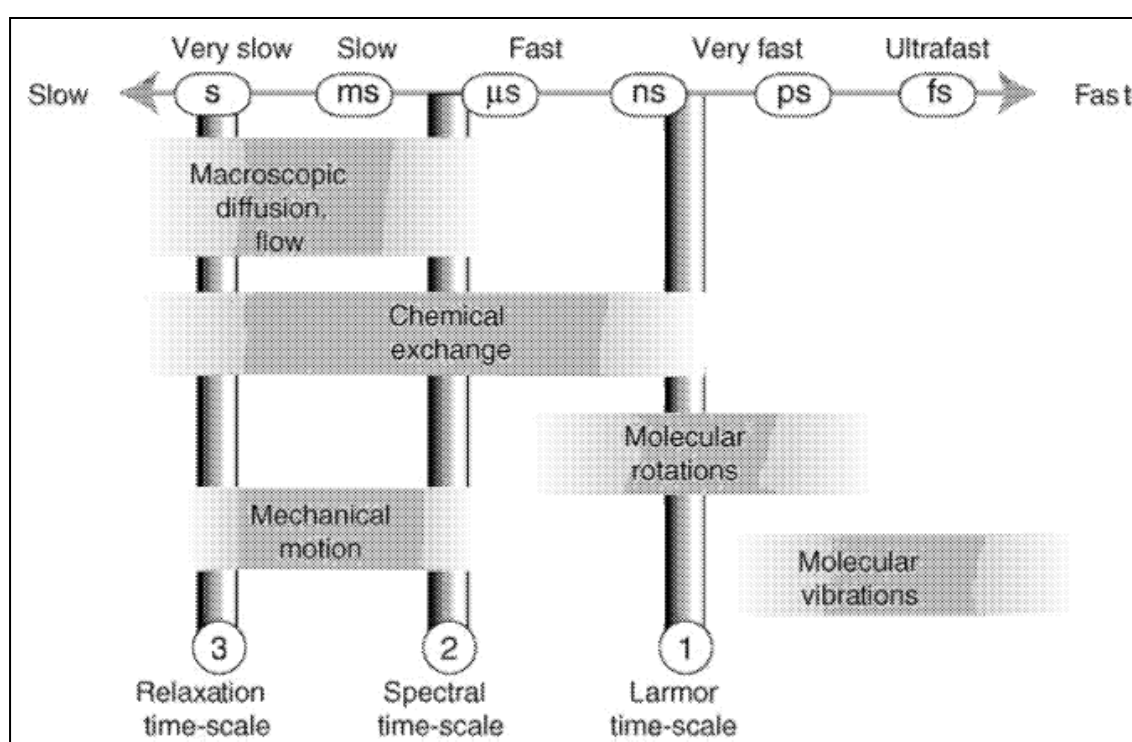 Very slow Slow Fast Very fast Ultrafast
Slow s ms μs ns ps fs Fast
Macroscopic
diffusion,
flow
Chemical
exchange
Molecular
rotations
Mechanical
motion
Molecular
vibrations
3 2 1
Relaxation Spectral Larmor
time-scale time-scale time-scale